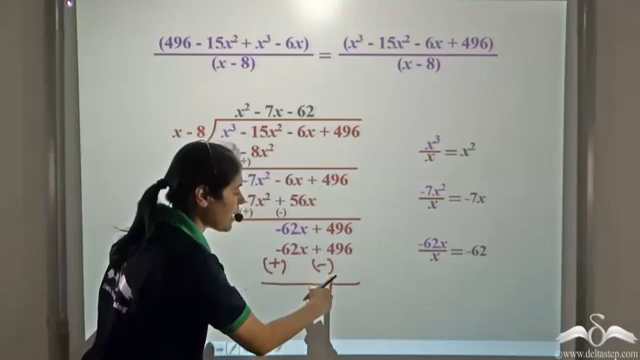 (496 - 15x² + x³ - 6x) / (x - 8) = (x³ - 15x² - 6x + 496) / (x - 8)
x² - 7x - 62
x - 8 ) x³ - 15x² - 6x + 496
- 8x²
x³/x = x²
(+)
-7x² - 6x + 496
-7x²/x = -7x
7x² + 56x
(+) (-)
-62x + 496
-62x + 496
-62x/x = -62
(+) (-)
© www.deltastep.com